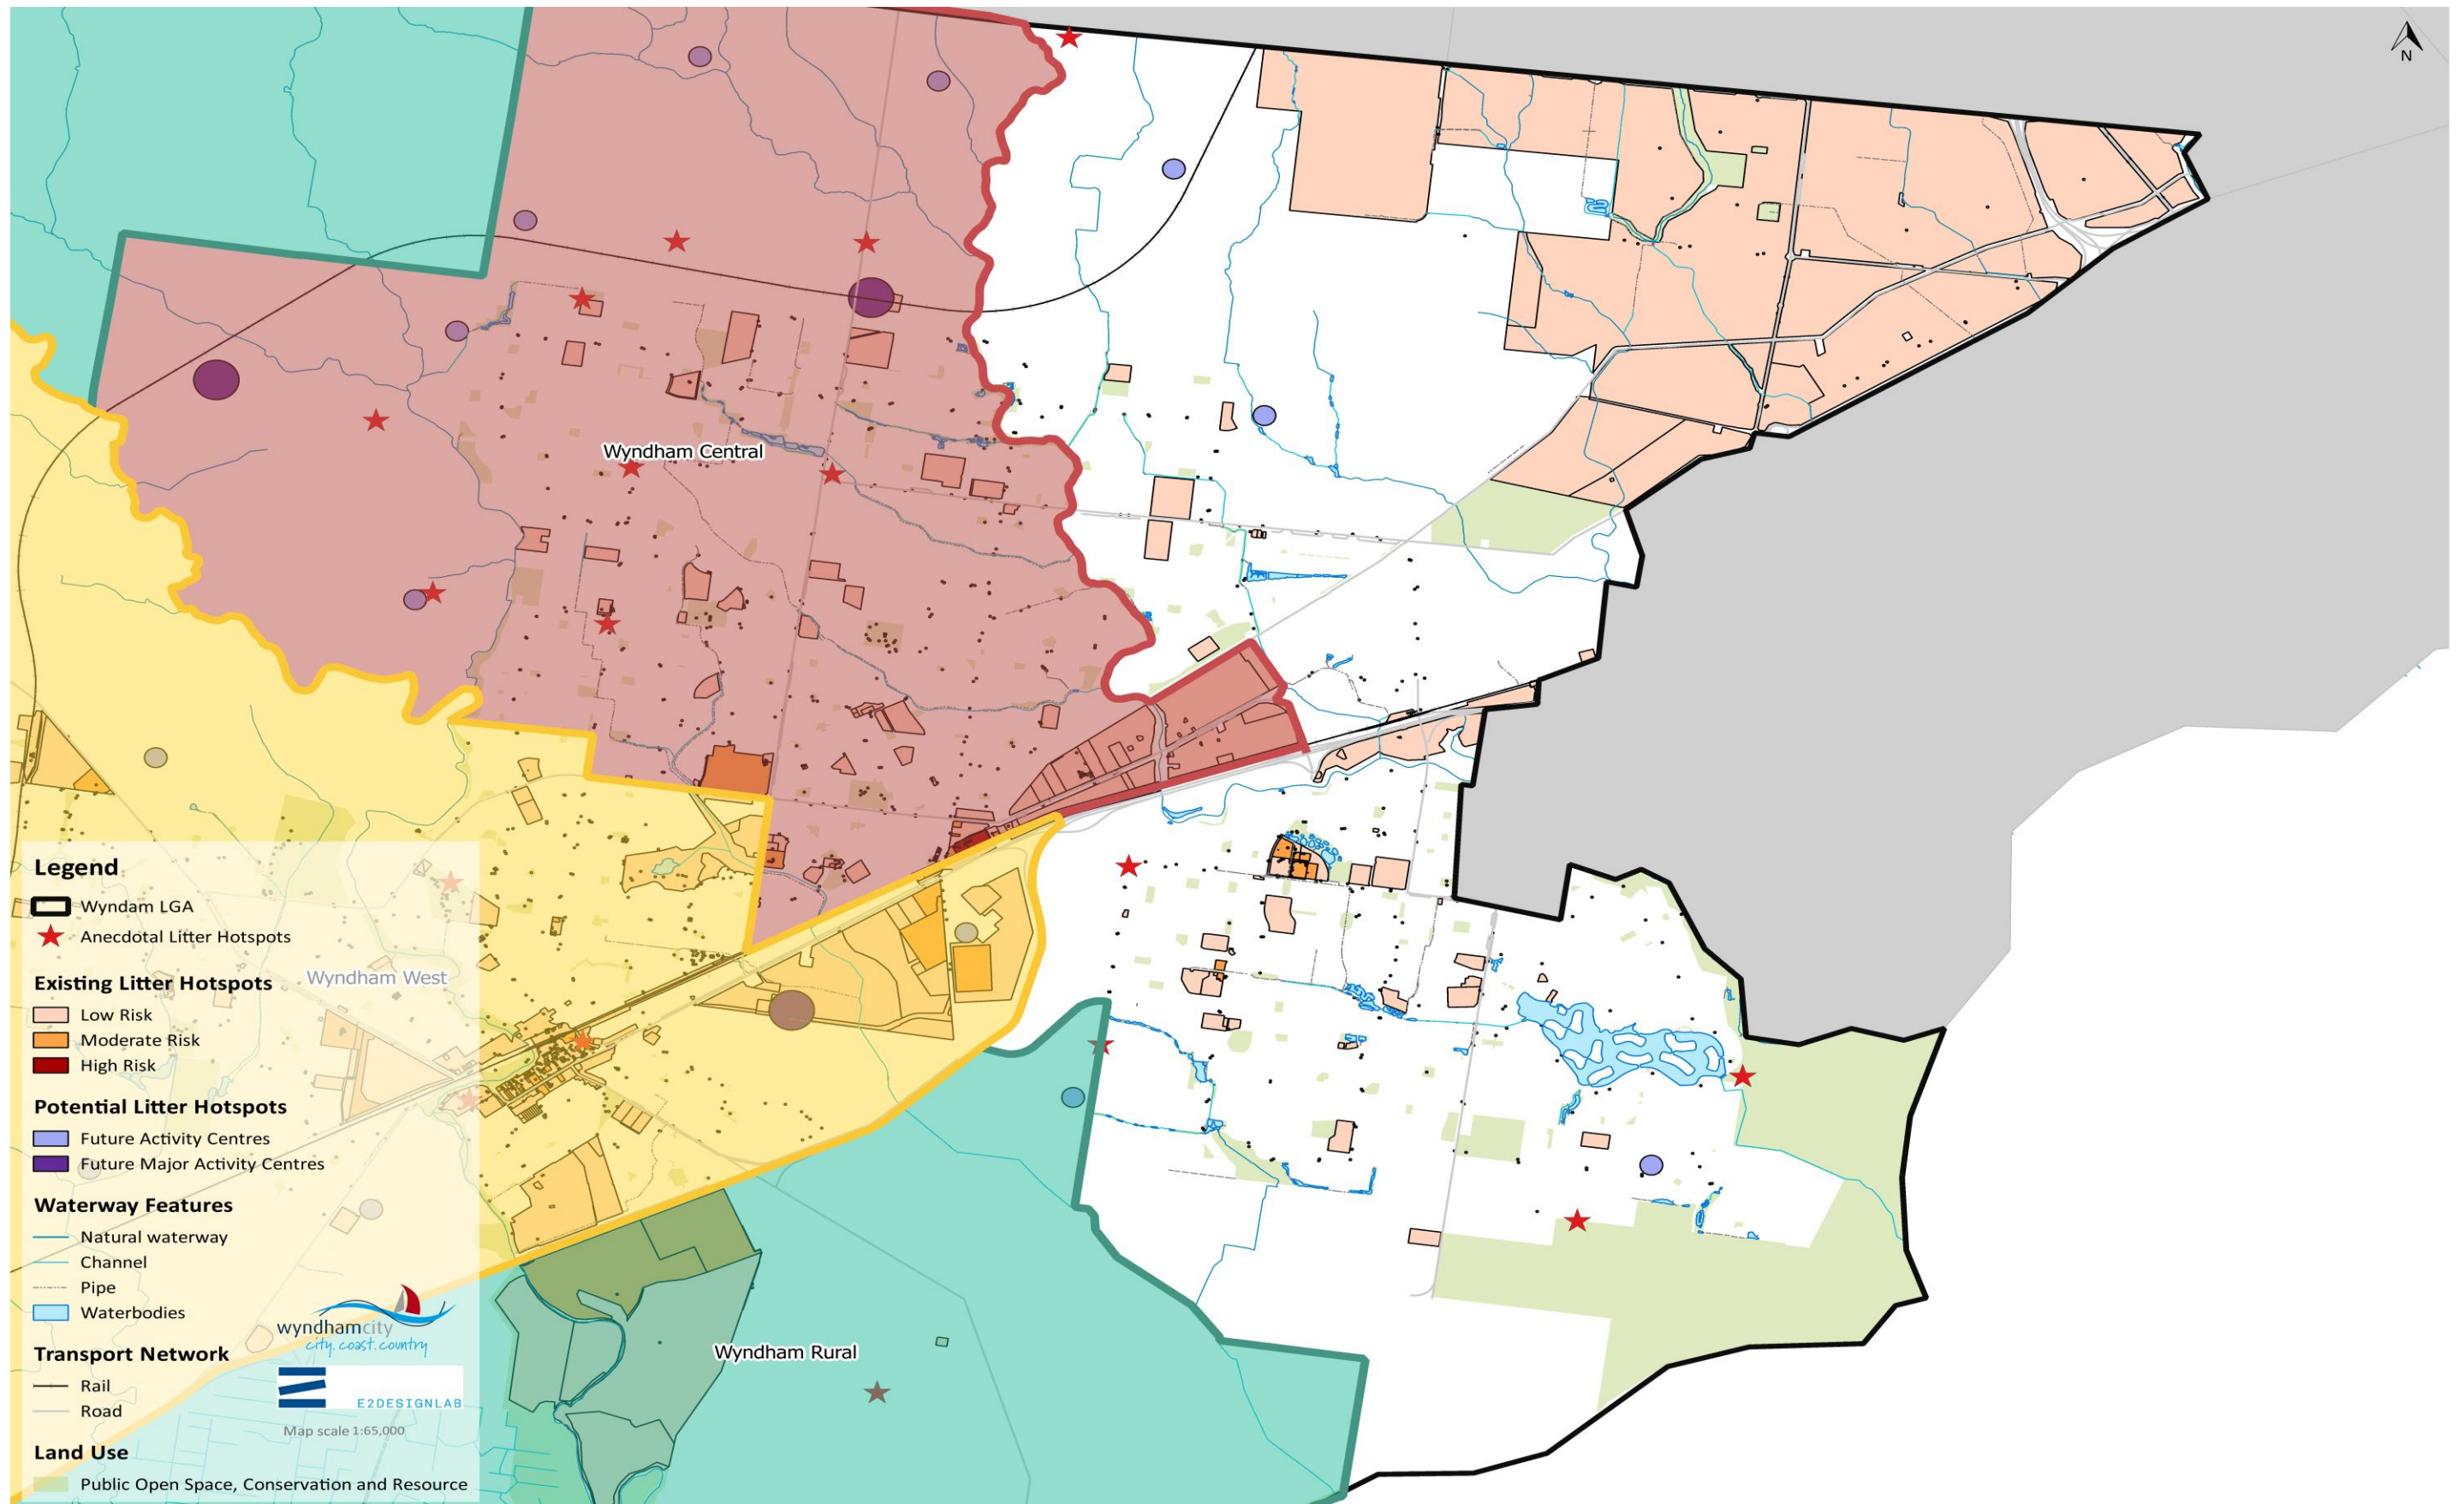 N
Wyndham Central
Wyndham West
Wyndham Rural
Legend
Wyndam LGA
Anecdotal Litter Hotspots
Existing Litter Hotspots
Low Risk
Moderate Risk
High Risk
Potential Litter Hotspots
Future Activity Centres
Future Major Activity Centres
Waterway Features
Natural waterway
Channel
Pipe
Waterbodies
wyndhamcity
city. coast. country
Transport Network
Rail
Road
E2DESIGNLAB
Map scale 1:65,000
Land Use
Public Open Space, Conservation and Resource